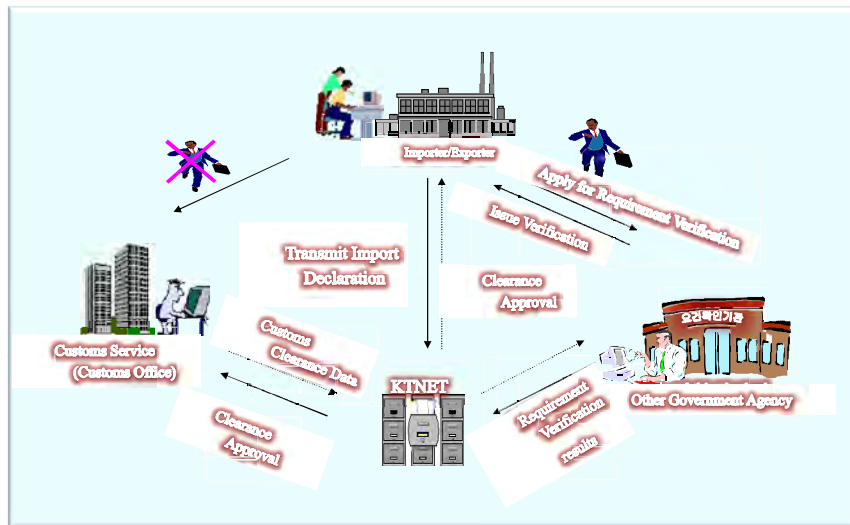 Importer/Exporter
Apply for Requirement Verification
Issue Verification
Transmit Import
Declaration
Clearance
Approval
요건확인기관
Customs Service
(Customs Office)
Customs
Clearance Data
KTNET
Other Government Agency
Clearance
Approval
Requirement
Verification
results